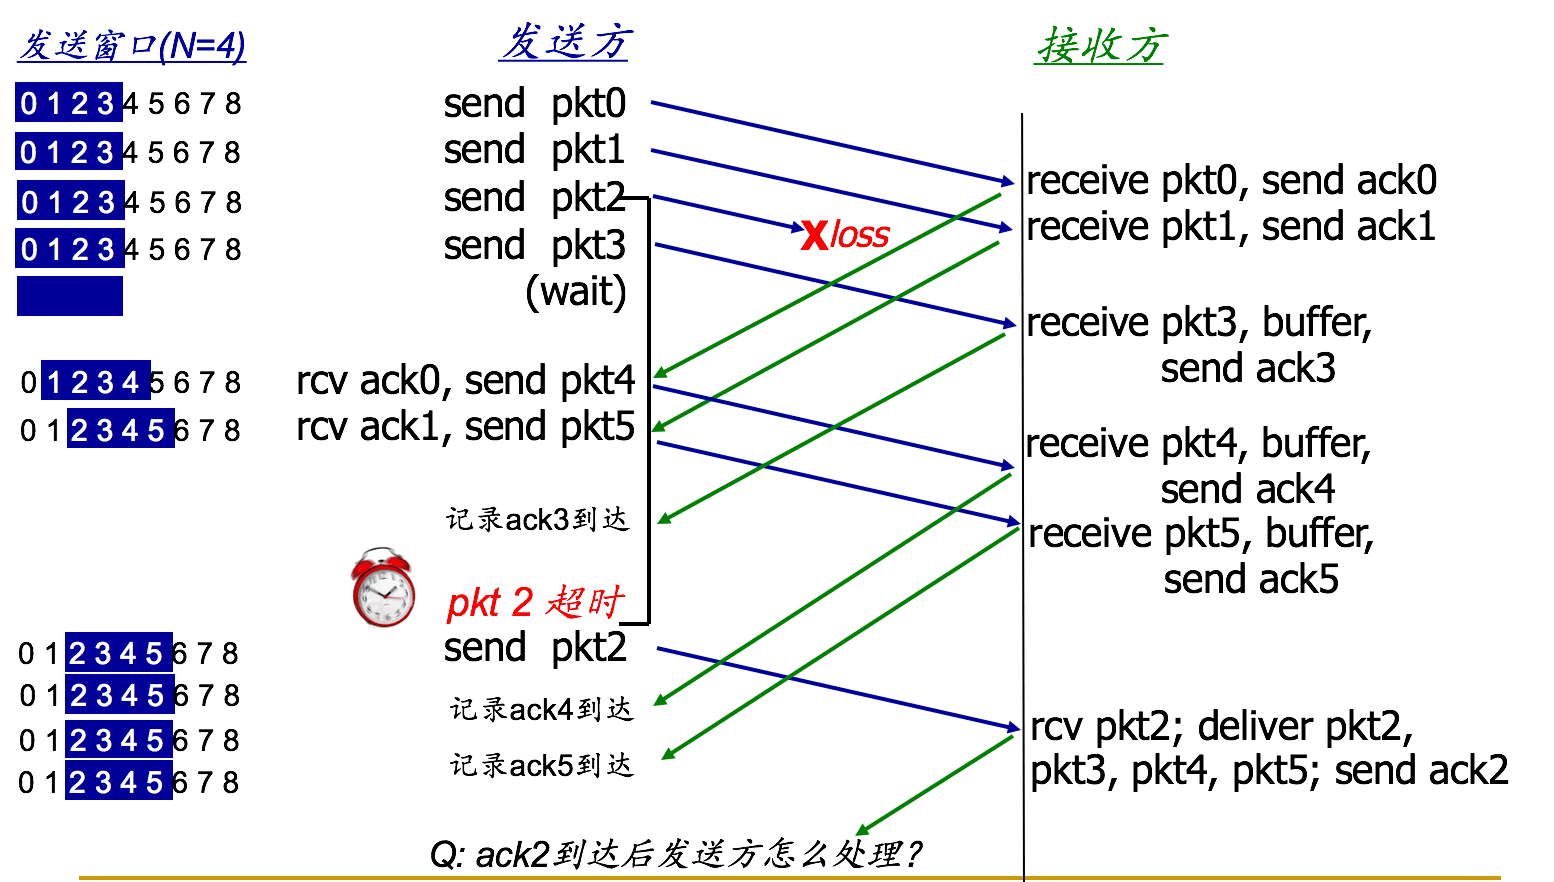 发送窗口(N=4)
发送方
接收方
0 1 2 3 4 5 6 7 8
send pkt0
0 1 2 3 4 5 6 7 8
send pkt1
receive pkt0, send ack0
0 1 2 3 4 5 6 7 8
send pkt2
X loss
receive pkt1, send ack1
0 1 2 3 4 5 6 7 8
send pkt3
(wait)
receive pkt3, buffer,
send ack3
0 1 2 3 4 5 6 7 8
rcv ack0, send pkt4
0 1 2 3 4 5 6 7 8
rcv ack1, send pkt5
receive pkt4, buffer,
send ack4
记录ack3到达
receive pkt5, buffer,
send ack5
pkt 2 超时
0 1 2 3 4 5 6 7 8
send pkt2
0 1 2 3 4 5 6 7 8
记录ack4到达
0 1 2 3 4 5 6 7 8
rcv pkt2; deliver pkt2,
pkt3, pkt4, pkt5; send ack2
记录ack5到达
0 1 2 3 4 5 6 7 8
Q: ack2到达后发送方怎么处理?